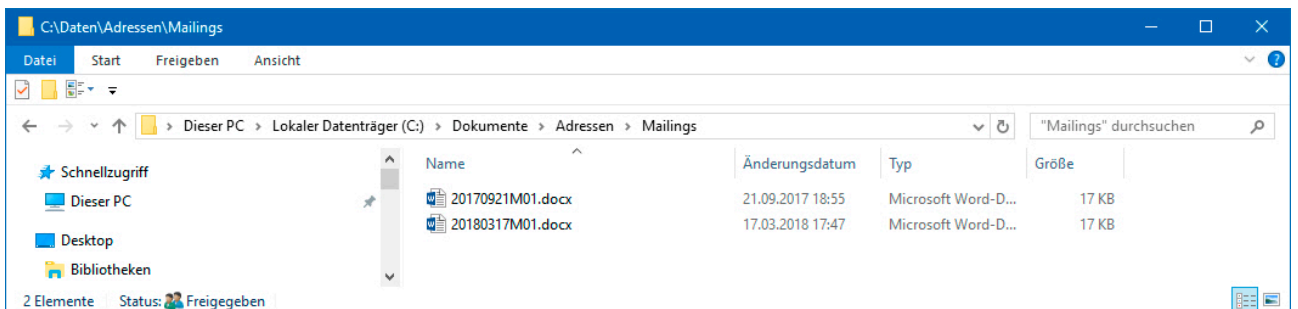 C:\Daten\Adressen\Mailings
Datei Start Freigeben Ansicht
Dieser PC > Lokaler Datenträger (C:) > Dokumente > Adressen > Mailings "Mailings" durchsuchen
Name Änderungsdatum Typ Größe
Schnellzugriff
Dieser PC
Desktop
Bibliotheken
20170921M01.docx 21.09.2017 18:55 Microsoft Word-D... 17 KB
20180317M01.docx 17.03.2018 17:47 Microsoft Word-D... 17 KB
2 Elemente Status: Freigegeben